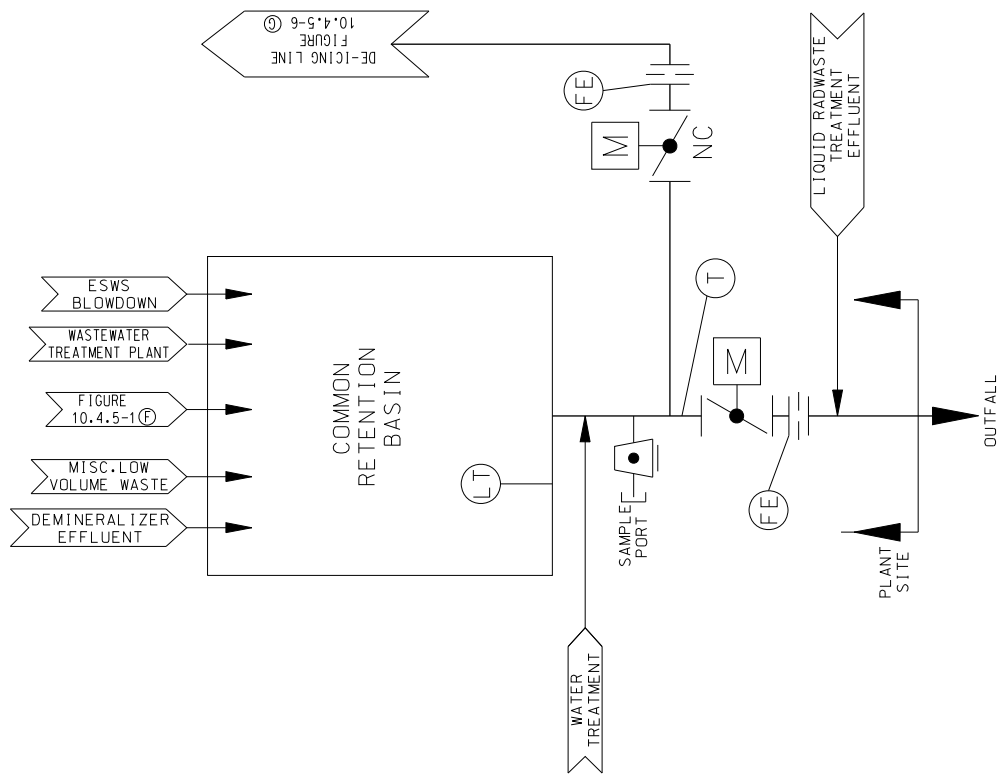 DE-ICING LINE
FIGURE
10.4.5-6 G
FE
M
NC
LIQUID RADWASTE
TREATMENT
EFFLUENT
ESWS
BLOWDOWN
WASTEWATER
TREATMENT PLANT
FIGURE
10.4.5-1 F
MISC.LOW
VOLUME WASTE
DEMINERALIZER
EFFLUENT
COMMON
RETENTION
BASIN
LT
T
M
FE
SAMPLE
PORT
WATER
TREATMENT
PLANT
SITE
OUTFALL